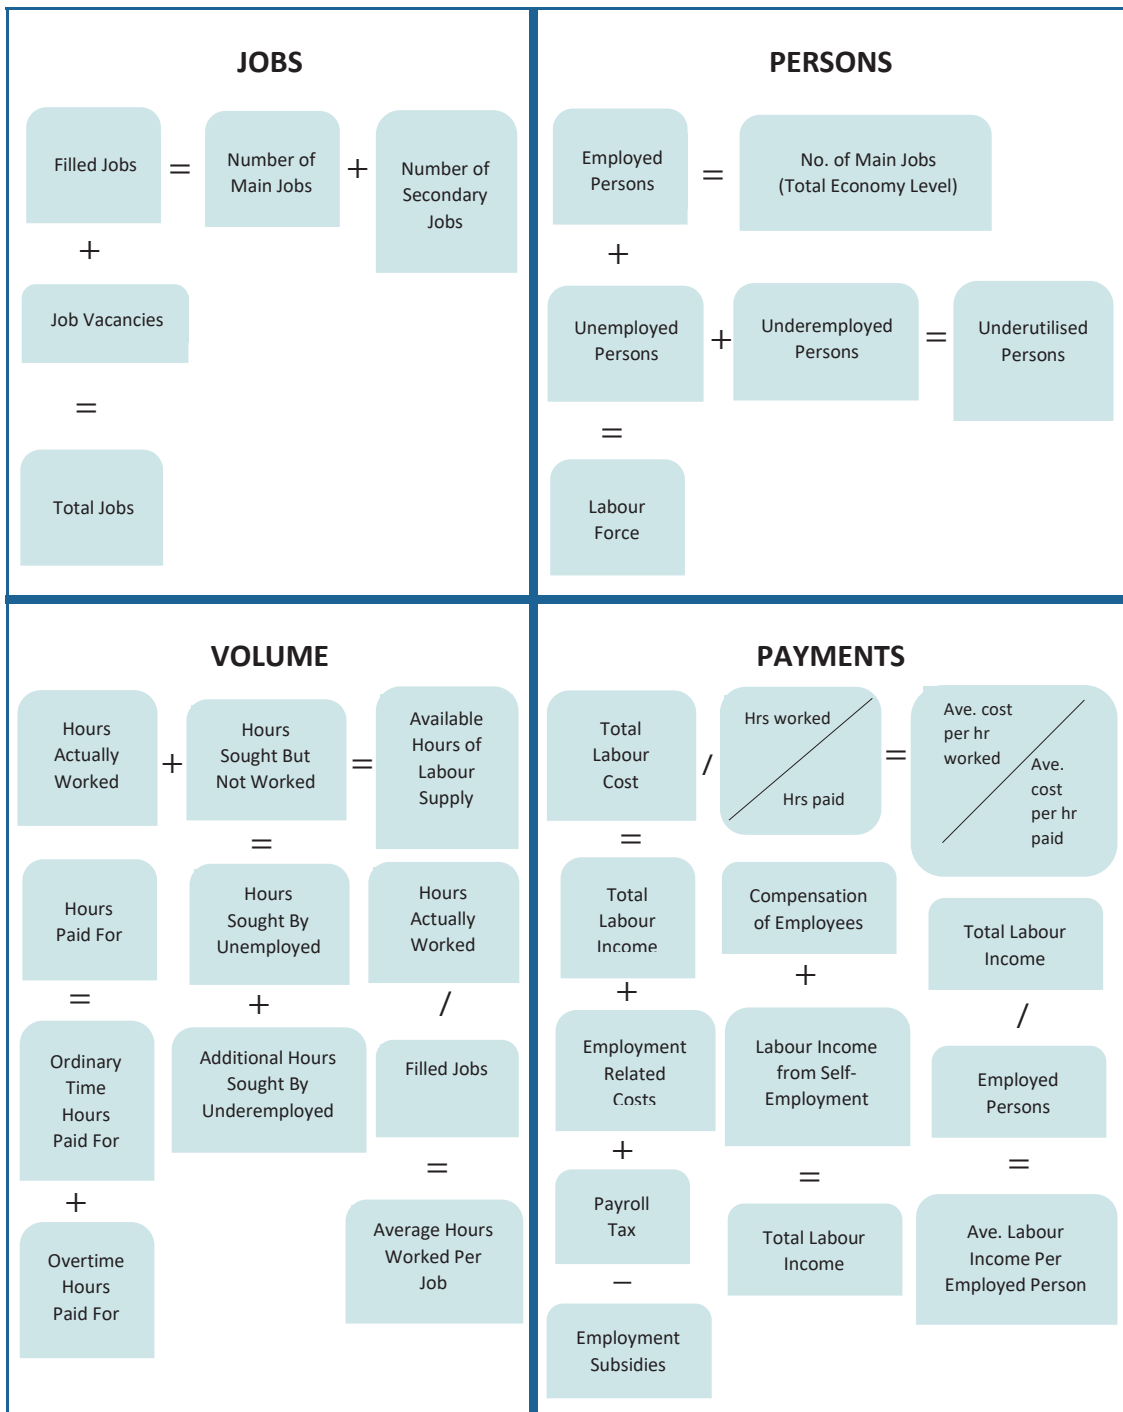 JOBS
Filled Jobs
=
Number of
Main Jobs
+
Number of
Secondary
Jobs
+
Job Vacancies
=
Total Jobs
PERSONS
Employed
Persons
=
No. of Main Jobs
(Total Economy Level)
+
Unemployed
Persons
+
Underemployed
Persons
=
Underutilised
Persons
=
Labour
Force
VOLUME
Hours
Actually
Worked
+
Hours
Sought But
Not Worked
=
Available
Hours of
Labour
Supply
=
Hours
Paid For
Hours
Sought By
Unemployed
Hours
Actually
Worked
=
+
/
Ordinary
Time
Hours
Paid For
Additional Hours
Sought By
Underemployed
Filled Jobs
+
=
Overtime
Hours
Paid For
Average Hours
Worked Per
Job
PAYMENTS
Total
Labour
Cost
/
Hrs worked
Hrs paid
=
Ave. cost
per hr
worked
Ave.
cost
per hr
paid
=
Total
Labour
Income
Compensation
of Employees
Total Labour
Income
+
+
/
Employment
Related
Costs
Labour Income
from Self-
Employment
Employed
Persons
+
=
=
Payroll
Tax
Total Labour
Income
Ave. Labour
Income Per
Employed Person
−
Employment
Subsidies